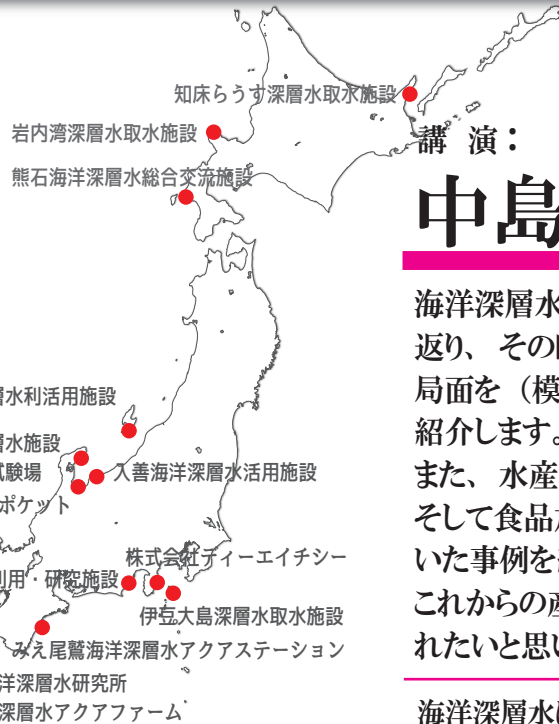 知床らうす深層水取水施設
岩内湾深層水取水施設
熊石海洋深層水総合交流施設
層水利活用施設
層水施設
試験場
入善海洋深層水活用施設
ポケット
株式会社ティーエイチシー
利用・研究施設
伊豆大島深層水取水施設
みえ尾鷲海洋深層水アクアステーション
洋深層水研究所
深層水アクアファーム
講 演：
中島
海洋深層水
返り、その
局面を（模
紹介します。
また、水産
そして食品
いた事例を
これからの産
れたいと思い
海洋深層水